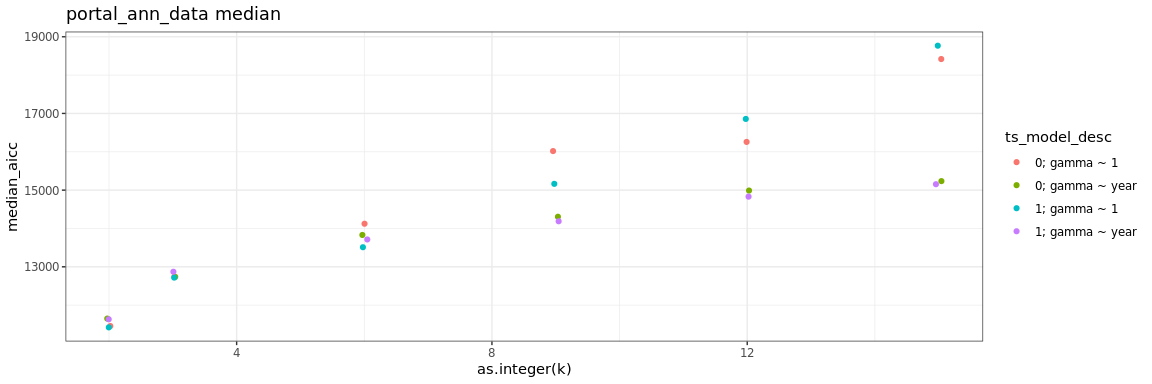 portal_ann_data median
19000
17000
15000
13000
median_aicc
4
8
12
as.integer(k)
ts_model_desc
0; gamma ~ 1
0; gamma ~ year
1; gamma ~ 1
1; gamma ~ year